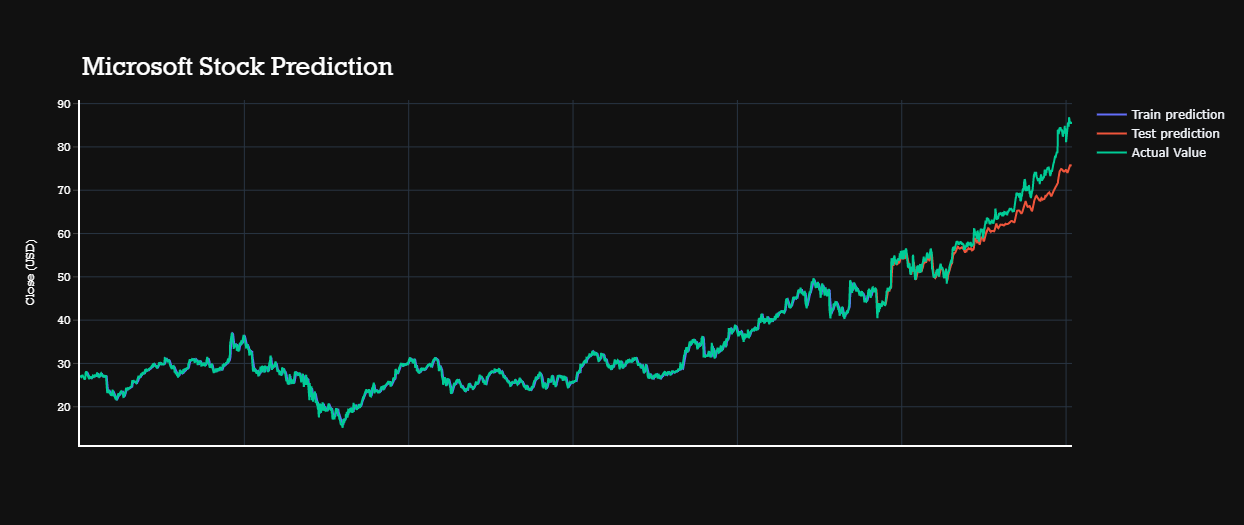 Microsoft Stock Prediction
90
80
70
60
50
40
30
20
Close (USD)
Train prediction
Test prediction
Actual Value